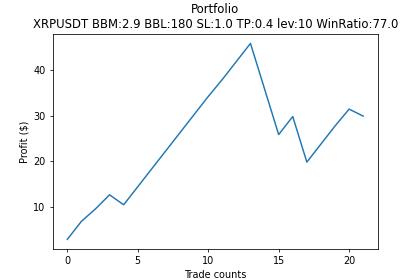 Portfolio
XRPUSDT BBM:2.9 BBL:180 SL:1.0 TP:0.4 lev:10 WinRatio:77.0
40
30
20
10
Profit ($)
0 5 10 15 20
Trade counts